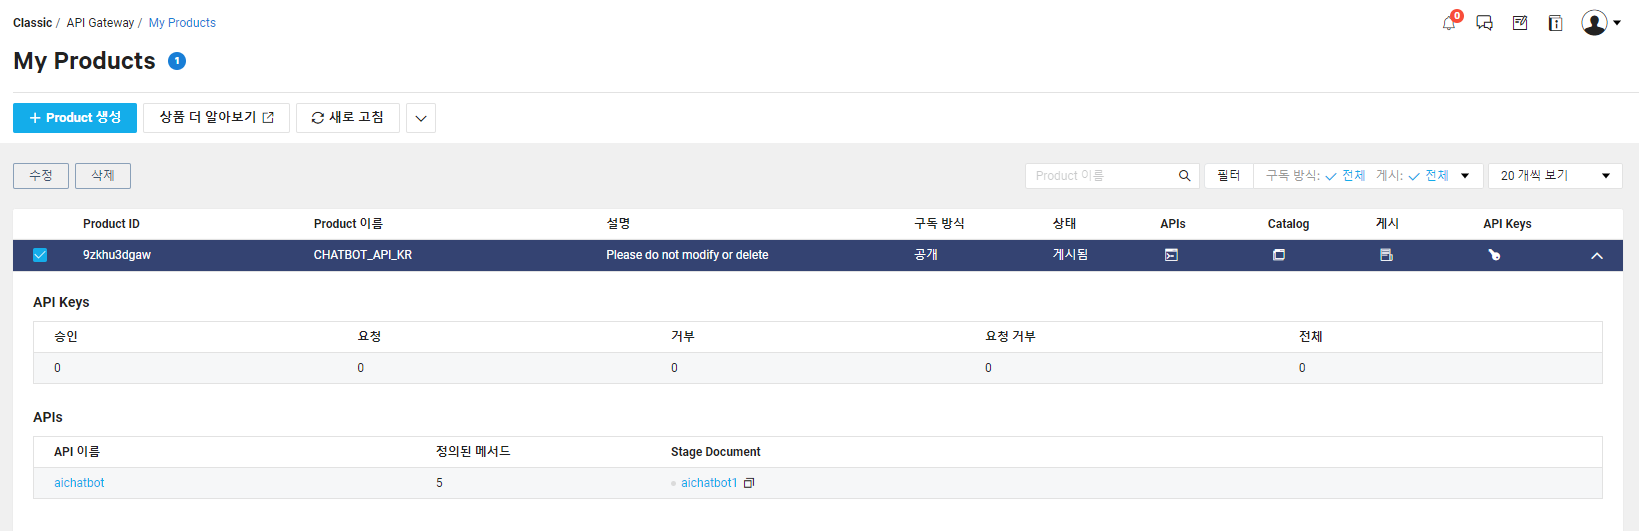 Classic / API Gateway / My Products
0
My Products 1
+ Product 생성 상품 더 알아보기 새로 고침
수정 삭제 Product 이름 필터 구독 방식: 전체 게시: 전체 20 개씩 보기
Product ID Product 이름 설명 구독 방식 상태 APIs Catalog 게시 API Keys
9zkhu3dgaw CHATBOT_API_KR Please do not modify or delete 공개 게시됨
API Keys
승인 요청 거부 요청 거부 전체
0 0 0 0 0
APIs
API 이름 정의된 메서드 Stage Document
aichatbot 5 aichatbot1